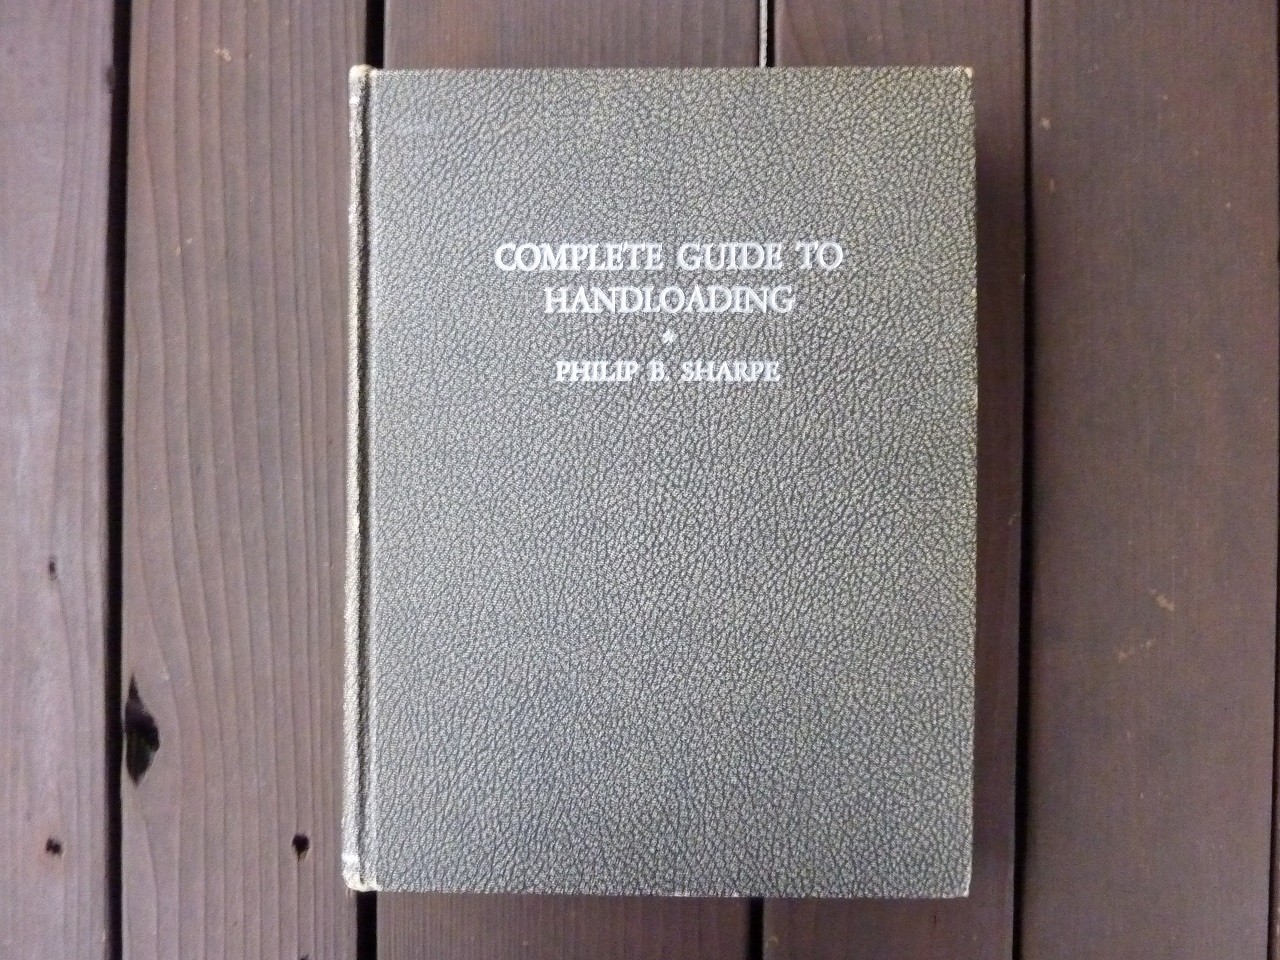 COMPLETE GUIDE TO
HANDLOADING
*
PHILIP B. SHARPE